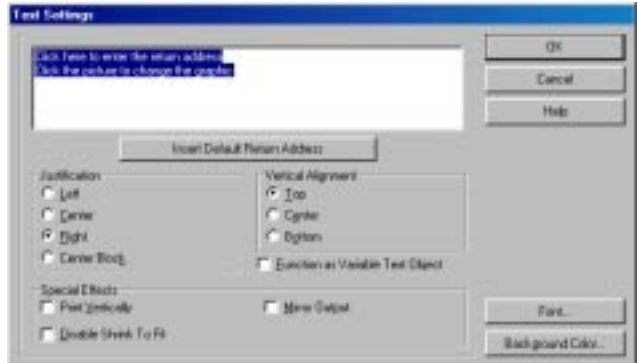 Text Settings
Click here to enter the return address
Click the picture to change the graphic
OK
Cancel
Help
Insert Default Return Address
Justification
Left
Center
Right
Center Block
Vertical Alignment
Top
Center
Bottom
Function as Variable Text Object
Special Effects
Print Vertically
Mirror Output
Disable Shrink To Fit
Font...
Background Color...